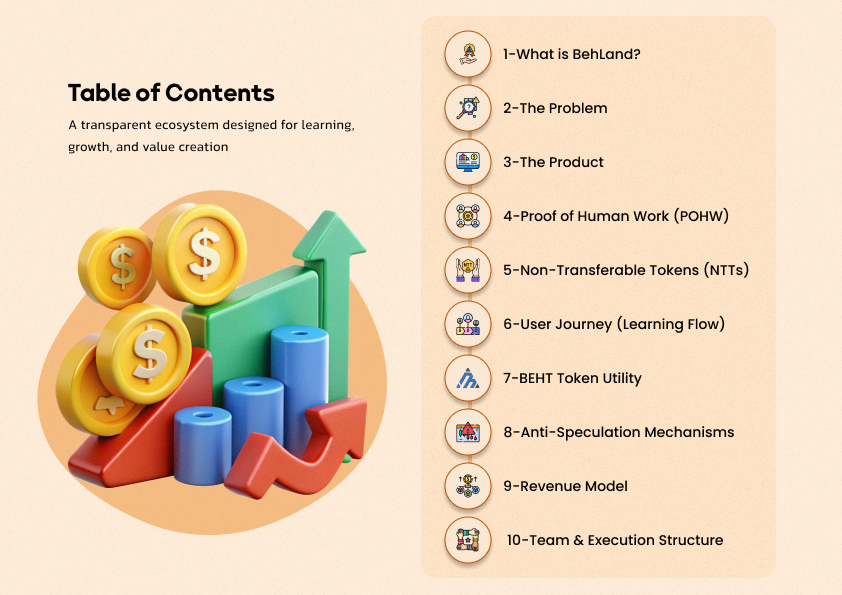 Table of Contents
A transparent ecosystem designed for learning,
growth, and value creation
1-What is BehLand?
2-The Problem
3-The Product
4-Proof of Human Work (POHW)
5-Non-Transferable Tokens (NTTs)
6-User Journey (Learning Flow)
7-BEHT Token Utility
8-Anti-Speculation Mechanisms
9-Revenue Model
10-Team & Execution Structure